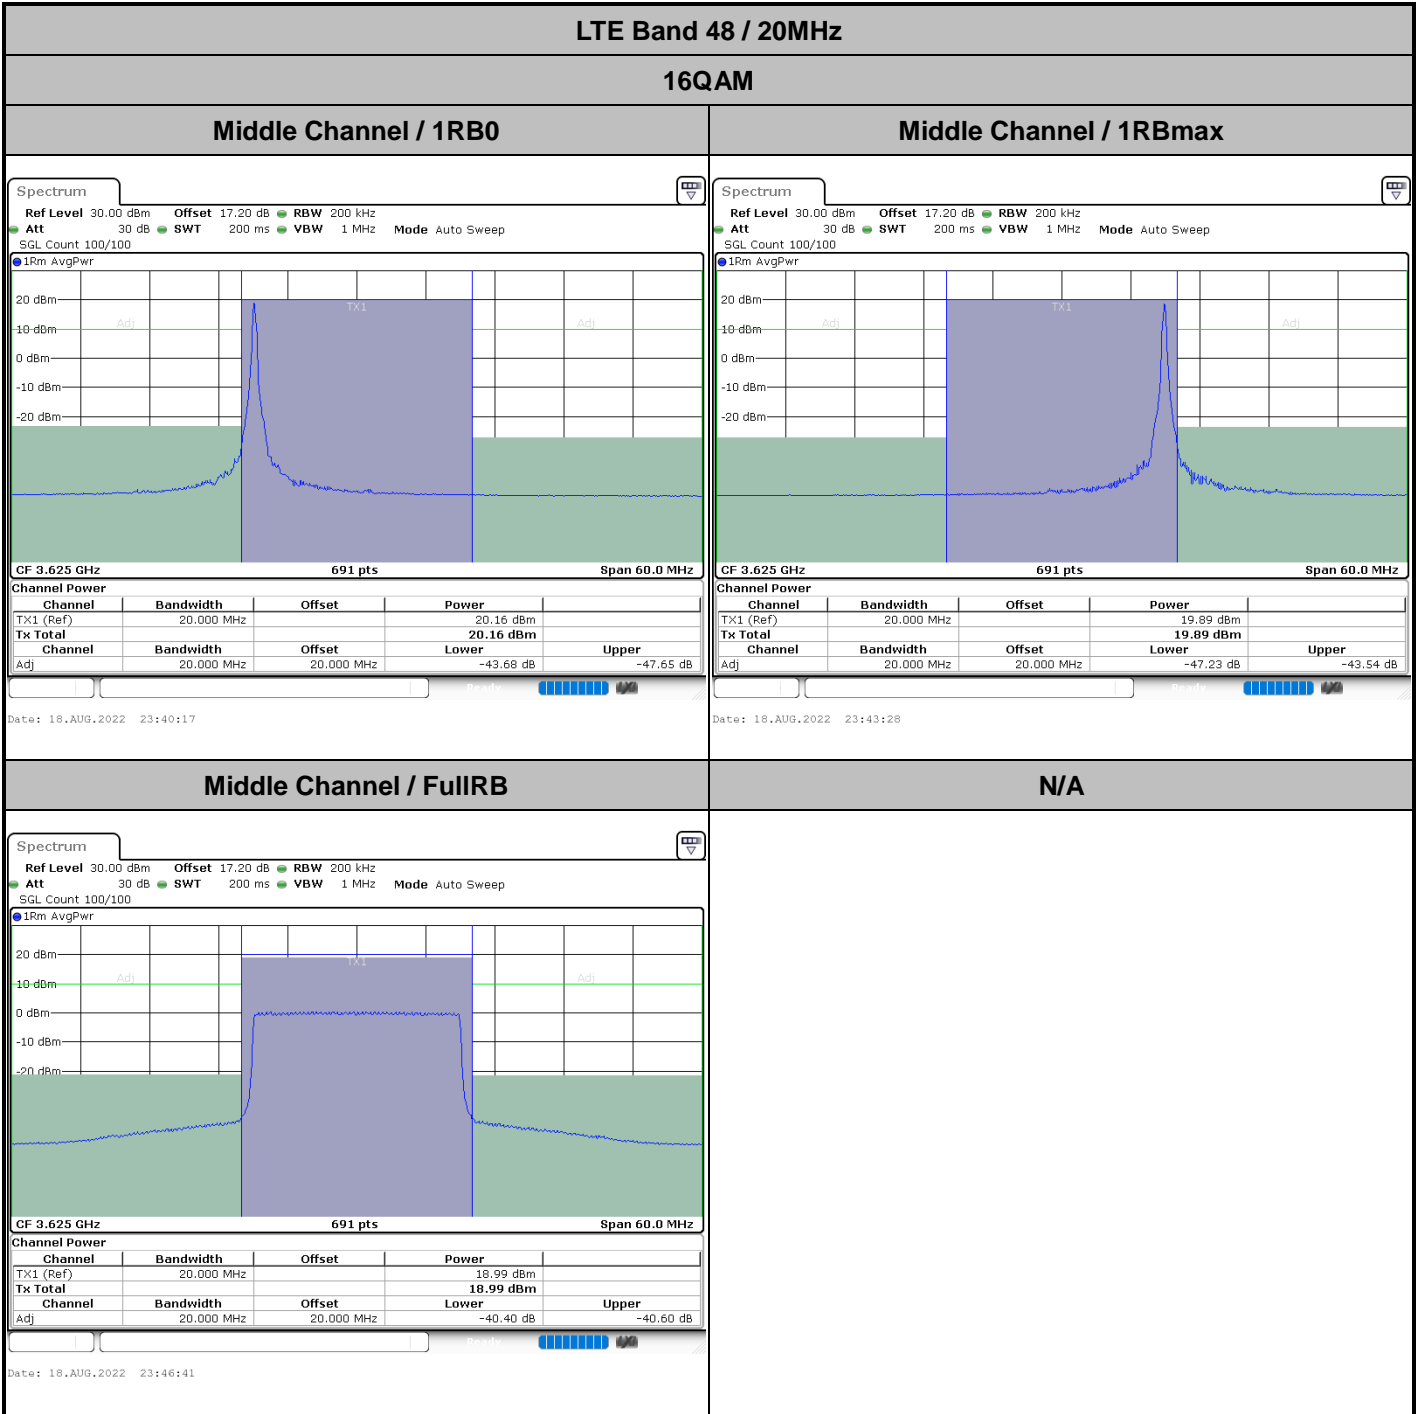 LTE Band 48 / 20MHz
16QAM
Middle Channel / 1RB0
Middle Channel / 1RBmax
Spectrum
Ref Level 30.00 dBm Offset 17.20 dB RBW 200 kHz
Att 30 dB SWT 200 ms VBW 1 MHz Mode Auto Sweep
SGL Count 100/100
1Rm AvgPwr
TX1
Adj
Adj
20 dBm
10 dBm
0 dBm
-10 dBm
-20 dBm
CF 3.625 GHz 691 pts Span 60.0 MHz
Channel Power
Channel Bandwidth Offset Power
TX1 (Ref) 20.000 MHz 20.16 dBm
Tx Total 20.16 dBm
Channel Bandwidth Offset Lower Upper
Adj 20.000 MHz 20.000 MHz -43.68 dB -47.65 dB
Ready
Date: 18.AUG.2022 23:40:17
Spectrum
Ref Level 30.00 dBm Offset 17.20 dB RBW 200 kHz
Att 30 dB SWT 200 ms VBW 1 MHz Mode Auto Sweep
SGL Count 100/100
1Rm AvgPwr
TX1
Adj
Adj
20 dBm
10 dBm
0 dBm
-10 dBm
-20 dBm
CF 3.625 GHz 691 pts Span 60.0 MHz
Channel Power
Channel Bandwidth Offset Power
TX1 (Ref) 20.000 MHz 19.89 dBm
Tx Total 19.89 dBm
Channel Bandwidth Offset Lower Upper
Adj 20.000 MHz 20.000 MHz -47.23 dB -43.54 dB
Ready
Date: 18.AUG.2022 23:43:28
Middle Channel / FullRB
N/A
Spectrum
Ref Level 30.00 dBm Offset 17.20 dB RBW 200 kHz
Att 30 dB SWT 200 ms VBW 1 MHz Mode Auto Sweep
SGL Count 100/100
1Rm AvgPwr
TX1
Adj
Adj
20 dBm
10 dBm
0 dBm
-10 dBm
-20 dBm
CF 3.625 GHz 691 pts Span 60.0 MHz
Channel Power
Channel Bandwidth Offset Power
TX1 (Ref) 20.000 MHz 18.99 dBm
Tx Total 18.99 dBm
Channel Bandwidth Offset Lower Upper
Adj 20.000 MHz 20.000 MHz -40.40 dB -40.60 dB
Ready
Date: 18.AUG.2022 23:46:41